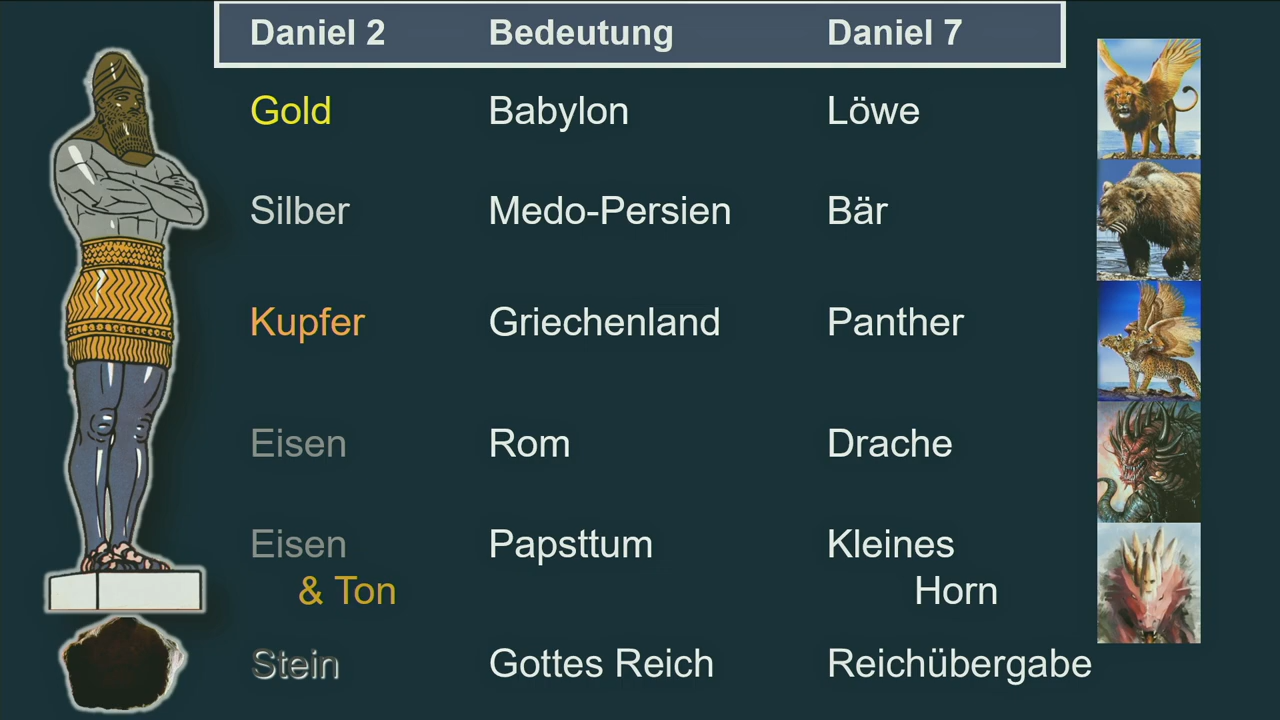 Daniel 2 Bedeutung Daniel 7
Gold Babylon Löwe
Silber Medo-Persien Bär
Kupfer Griechenland Panther
Eisen Rom Drache
Eisen Papsttum Kleines
& Ton Horn
Stein Gottes Reich Reichübergabe